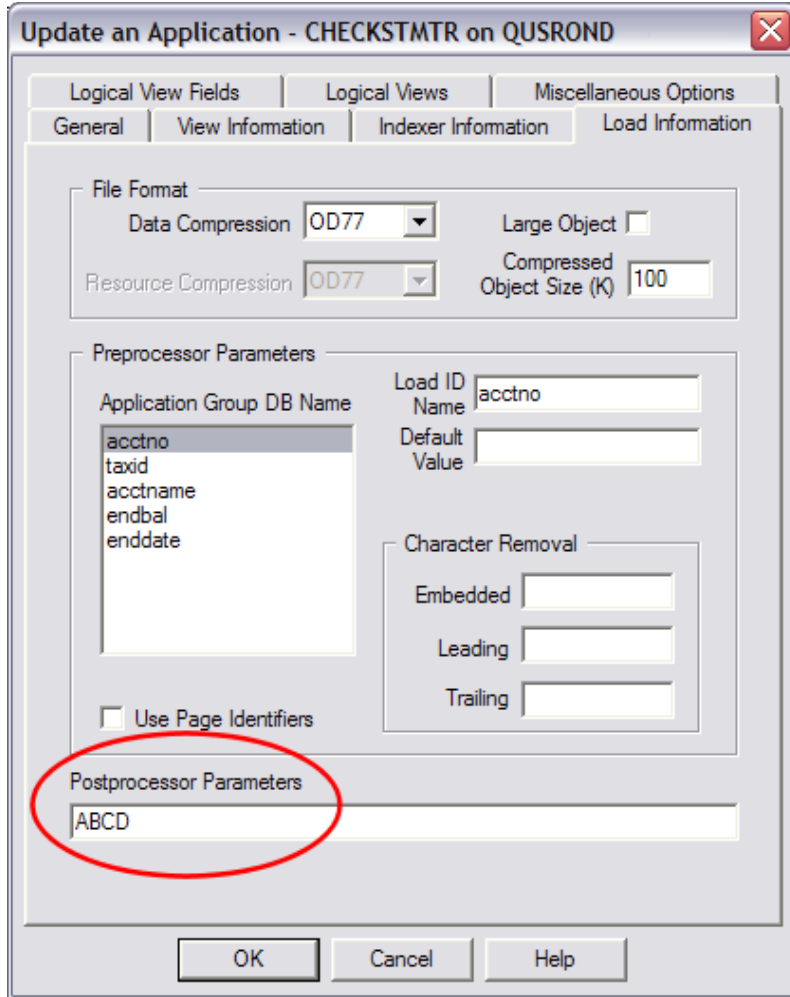 Update an Application - CHECKSTMTR on QUSROND
Logical View Fields Logical Views Miscellaneous Options
General View Information Indexer Information Load Information
File Format
Data Compression OD77 Large Object
Resource Compression OD77 Compressed Object Size (K) 100
Preprocessor Parameters
Application Group DB Name
acctno
taxid
acctname
endbal
enddate
Load ID Name acctno
Default Value
Character Removal
Embedded
Leading
Trailing
Use Page Identifiers
Postprocessor Parameters
ABCD
OK Cancel Help